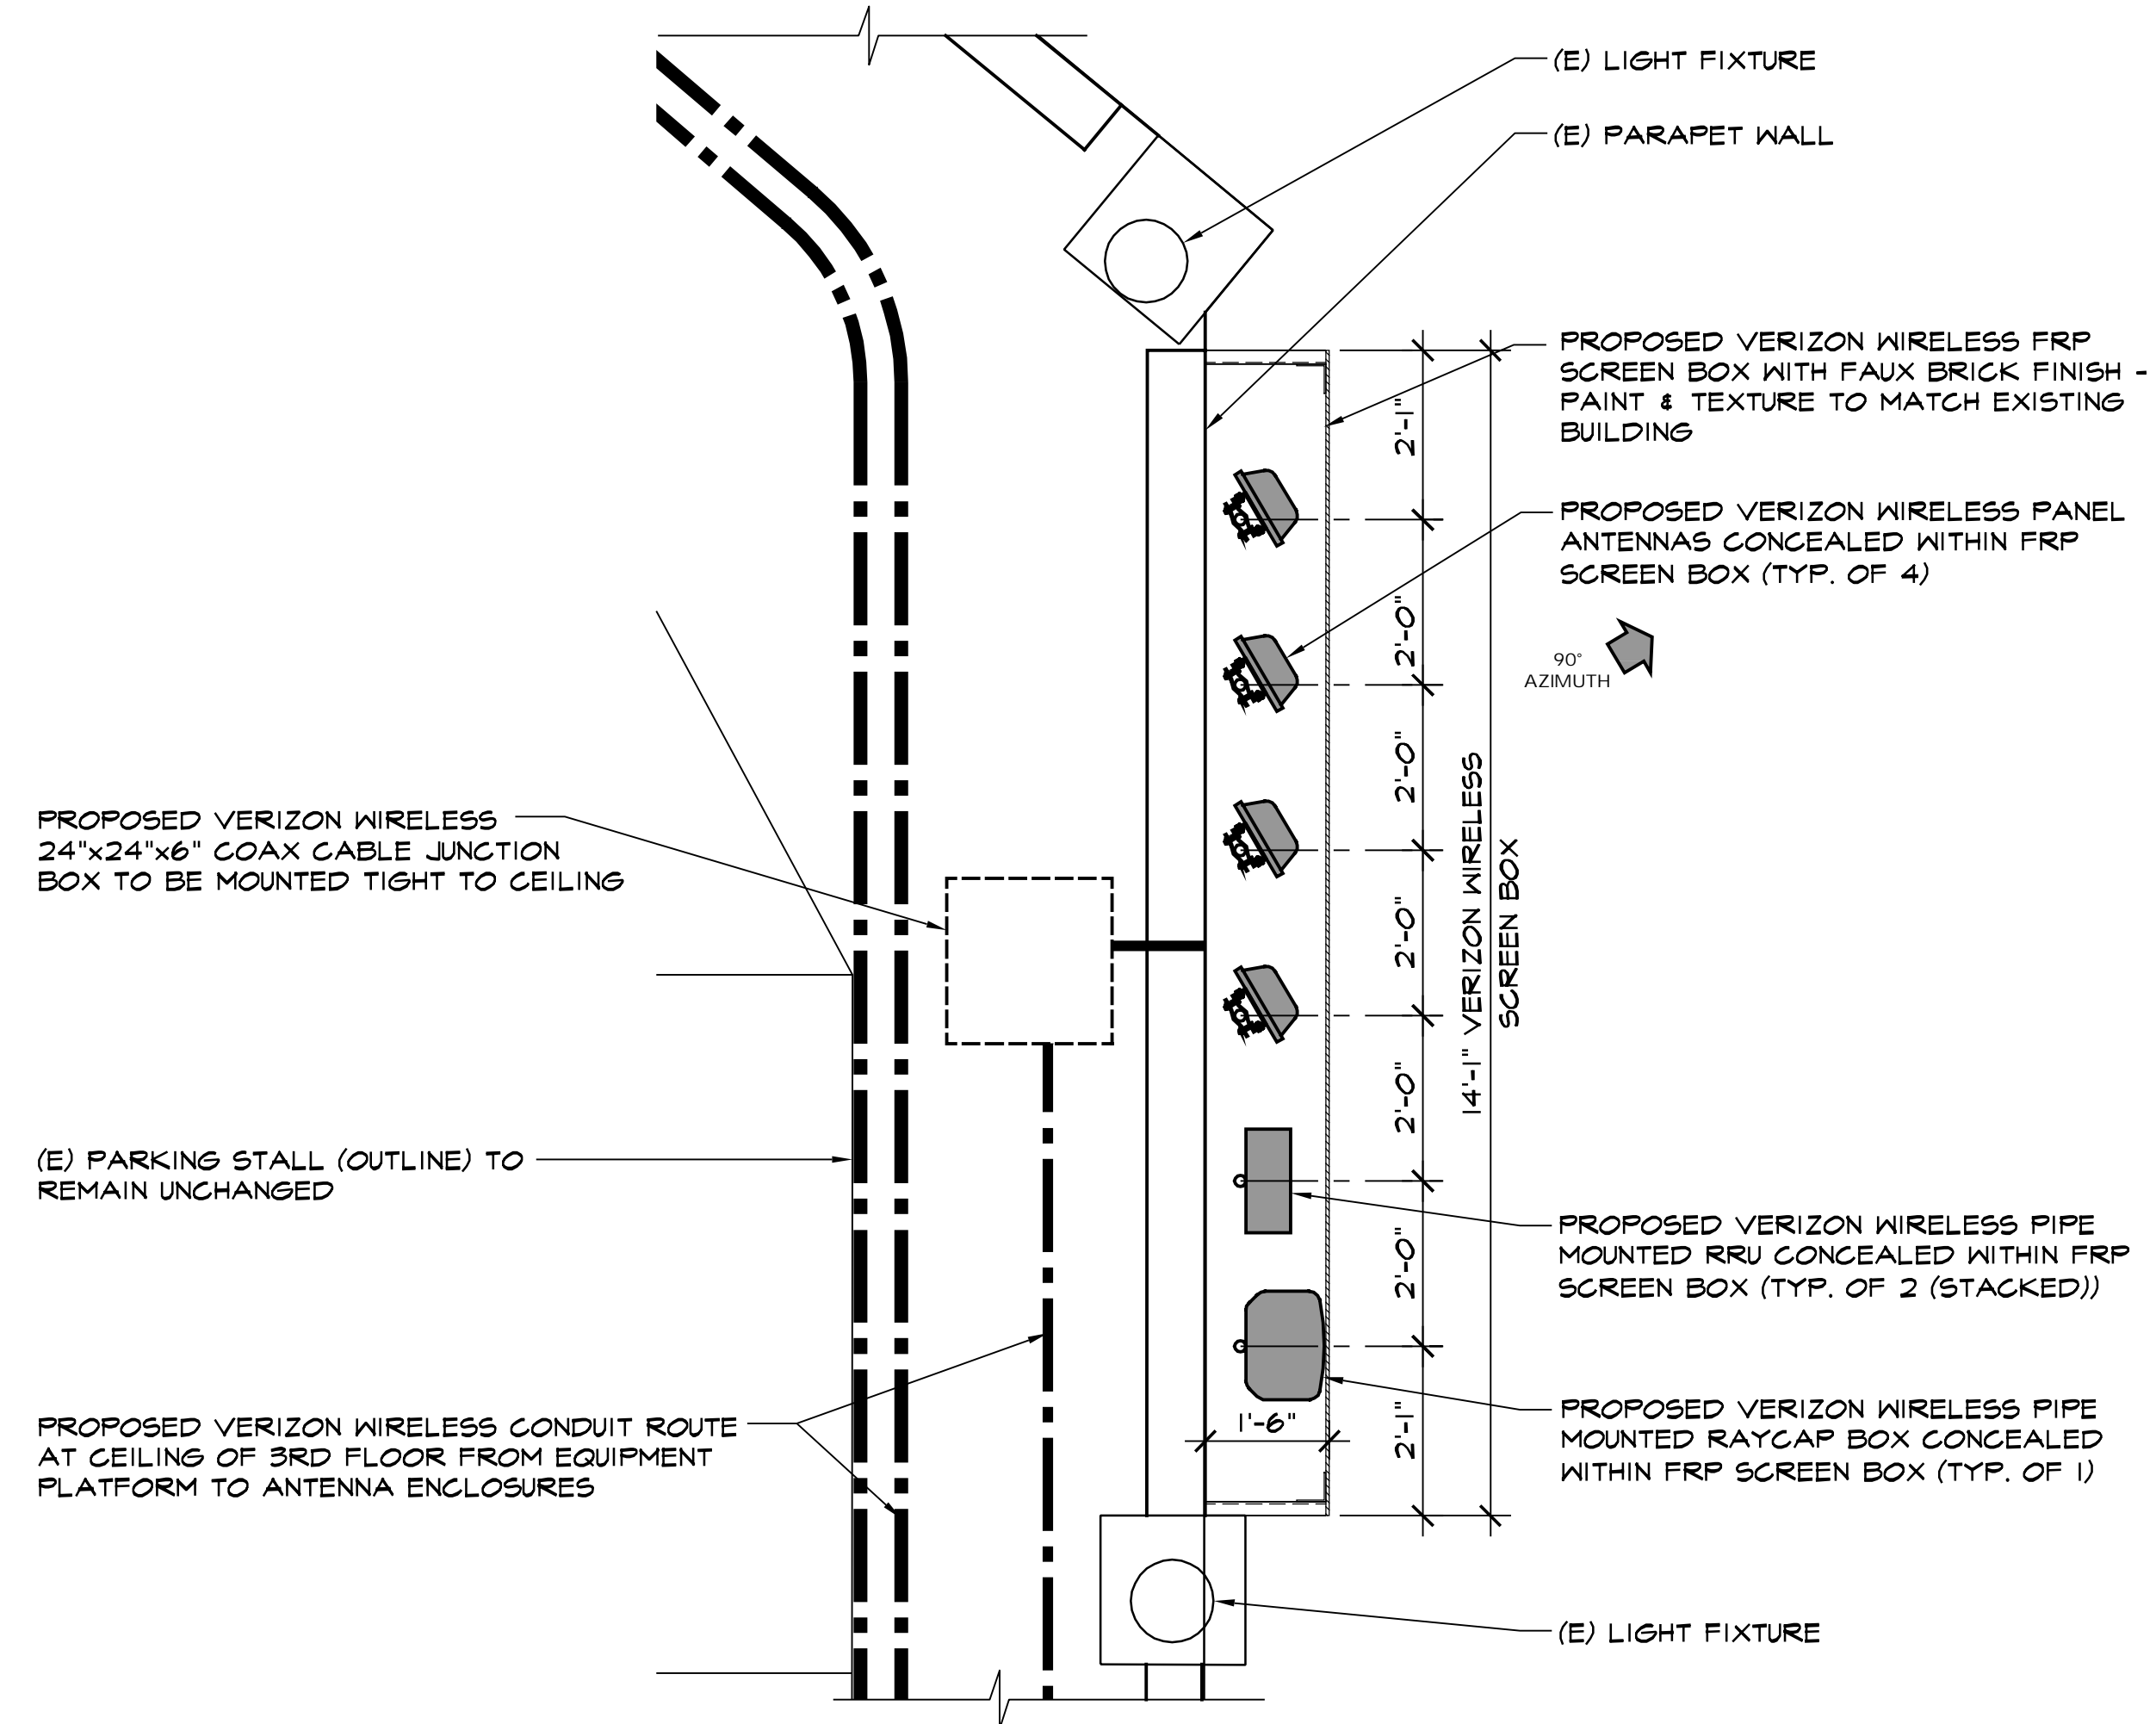 (E) LIGHT FIXTURE
(E) PARAPET WALL
PROPOSED VERIZON WIRELESS FRP
SCREEN BOX WITH FAUX BRICK FINISH -
PAINT & TEXTURE TO MATCH EXISTING
BUILDING
2'-1"
PROPOSED VERIZON WIRELESS PANEL
ANTENNAS CONCEALED WITHIN FRP
SCREEN BOX (TYP. OF 4)
2'-0"
90°
AZIMUTH
2'-0"
14'-1" VERIZON WIRELESS
SCREEN BOX
PROPOSED VERIZON WIRELESS
24"x24"x6" COAX CABLE JUNCTION
BOX TO BE MOUNTED TIGHT TO CEILING
2'-0"
2'-0"
(E) PARKING STALL (OUTLINE) TO
REMAIN UNCHANGED
2'-0"
PROPOSED VERIZON WIRELESS PIPE
MOUNTED RRU CONCEALED WITHIN FRP
SCREEN BOX (TYP. OF 2 (STACKED))
PROPOSED VERIZON WIRELESS CONDUIT ROUTE
AT CEILING OF 3RD FLOOR FROM EQUIPMENT
PLATFORM TO ANTENNA ENCLOSURES
1'-6"
2'-1"
PROPOSED VERIZON WIRELESS PIPE
MOUNTED RAYCAP BOX CONCEALED
WITHIN FRP SCREEN BOX (TYP. OF 1)
(E) LIGHT FIXTURE